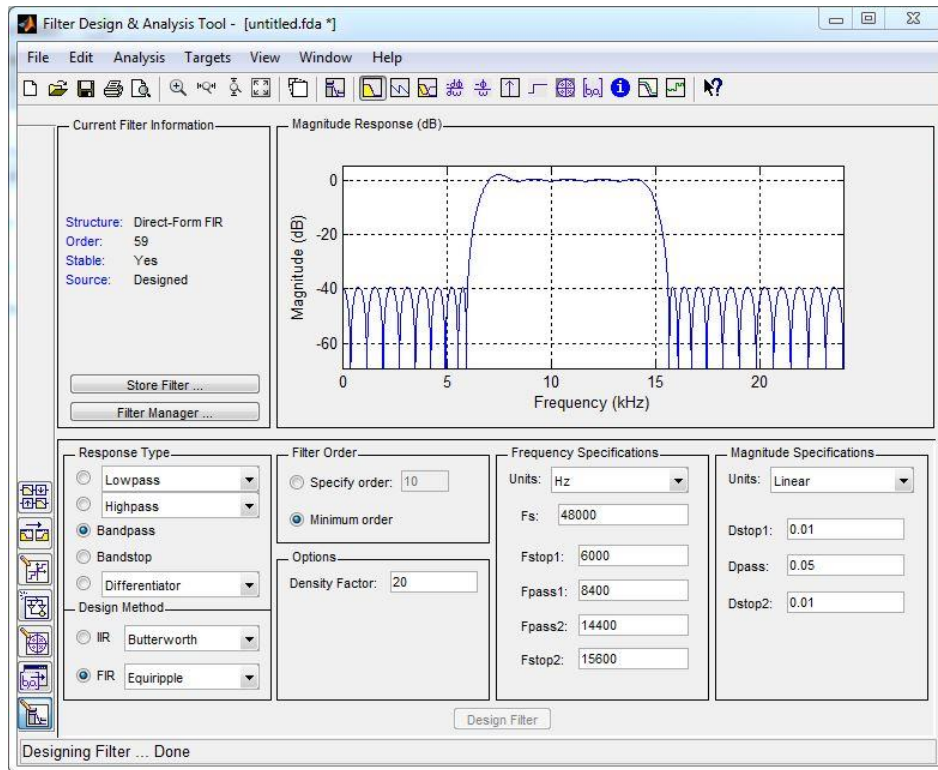 Filter Design & Analysis Tool - [untitled.fda *]
File Edit Analysis Targets View Window Help
Current Filter Information
Structure: Direct-Form FIR
Order: 59
Stable: Yes
Source: Designed
Store Filter ...
Filter Manager ...
Magnitude Response (dB)
Magnitude (dB)
0
-20
-40
-60
0 5 10 15 20
Frequency (kHz)
Response Type
Lowpass
Highpass
Bandpass
Bandstop
Differentiator
Design Method
IIR Butterworth
FIR Equiripple
Filter Order
Specify order: 10
Minimum order
Options
Density Factor: 20
Frequency Specifications
Units: Hz
Fs: 48000
Fstop1: 6000
Fpass1: 8400
Fpass2: 14400
Fstop2: 15600
Magnitude Specifications
Units: Linear
Dstop1: 0.01
Dpass: 0.05
Dstop2: 0.01
Design Filter
Designing Filter ... Done